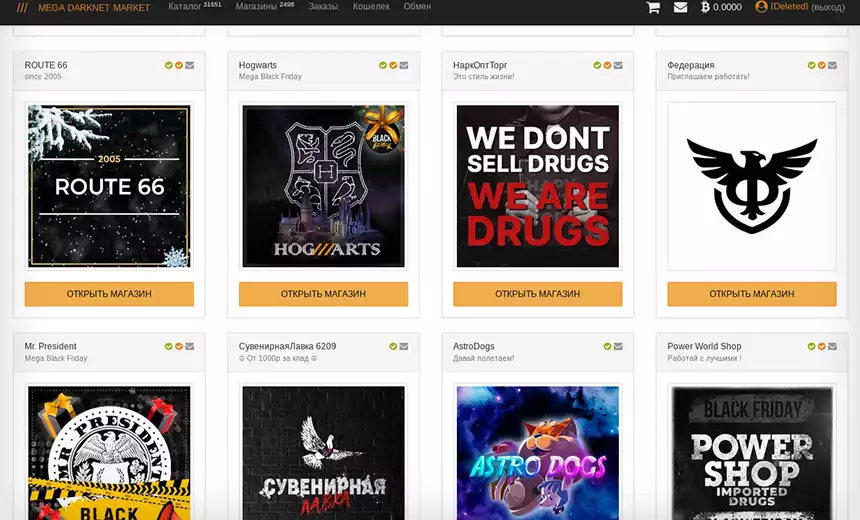 /// MEGA DARKNET MARKET Каталог 31651 Магазины 2498 Заказы Кошелек Обмен ₿ 0.0000 [Deleted] (выход)
ROUTE 66
since 2005
Hogwarts
Mega Black Friday
НаркОптТорг
Это стиль жизни!
Федерация
Приглашаем работать!
2005
ROUTE 66
BLACK
HOG///ARTS
WE DONT
SELL DRUGS
WE ARE
DRUGS
ОТКРЫТЬ МАГАЗИН
ОТКРЫТЬ МАГАЗИН
ОТКРЫТЬ МАГАЗИН
ОТКРЫТЬ МАГАЗИН
Mr. President
Mega Black Friday
СувенирнаяЛавка 6209
От 1000р за клад
AstroDogs
Давай полетаем!
Power World Shop
Работай с лучшими !
MR. PRESIDENT
BLACK
СУВЕНИРНАЯ
ЛАВКА
ASTRO DOGS
BLACK FRIDAY
POWER
SHOP
IMPORTED
DRUGS